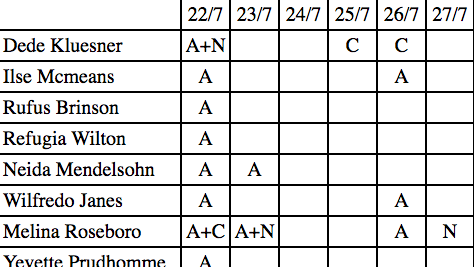 22/7 23/7 24/7 25/7 26/7 27/7
Dede Kluesner A+N C C
Ilse Mcmeans A A
Rufus Brinson A
Refugia Wilton A
Neida Mendelsohn A A
Wilfredo Janes A A
Melina Roseboro A+C A+N A N
Yevette Prudhomme A